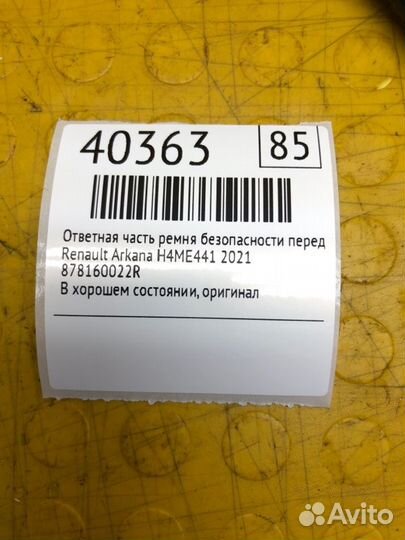 40363 85
Ответная часть ремня безопасности перед
Renault Arkana H4ME441 2021
878160022R
В хорошем состоянии, оригинал
Avito